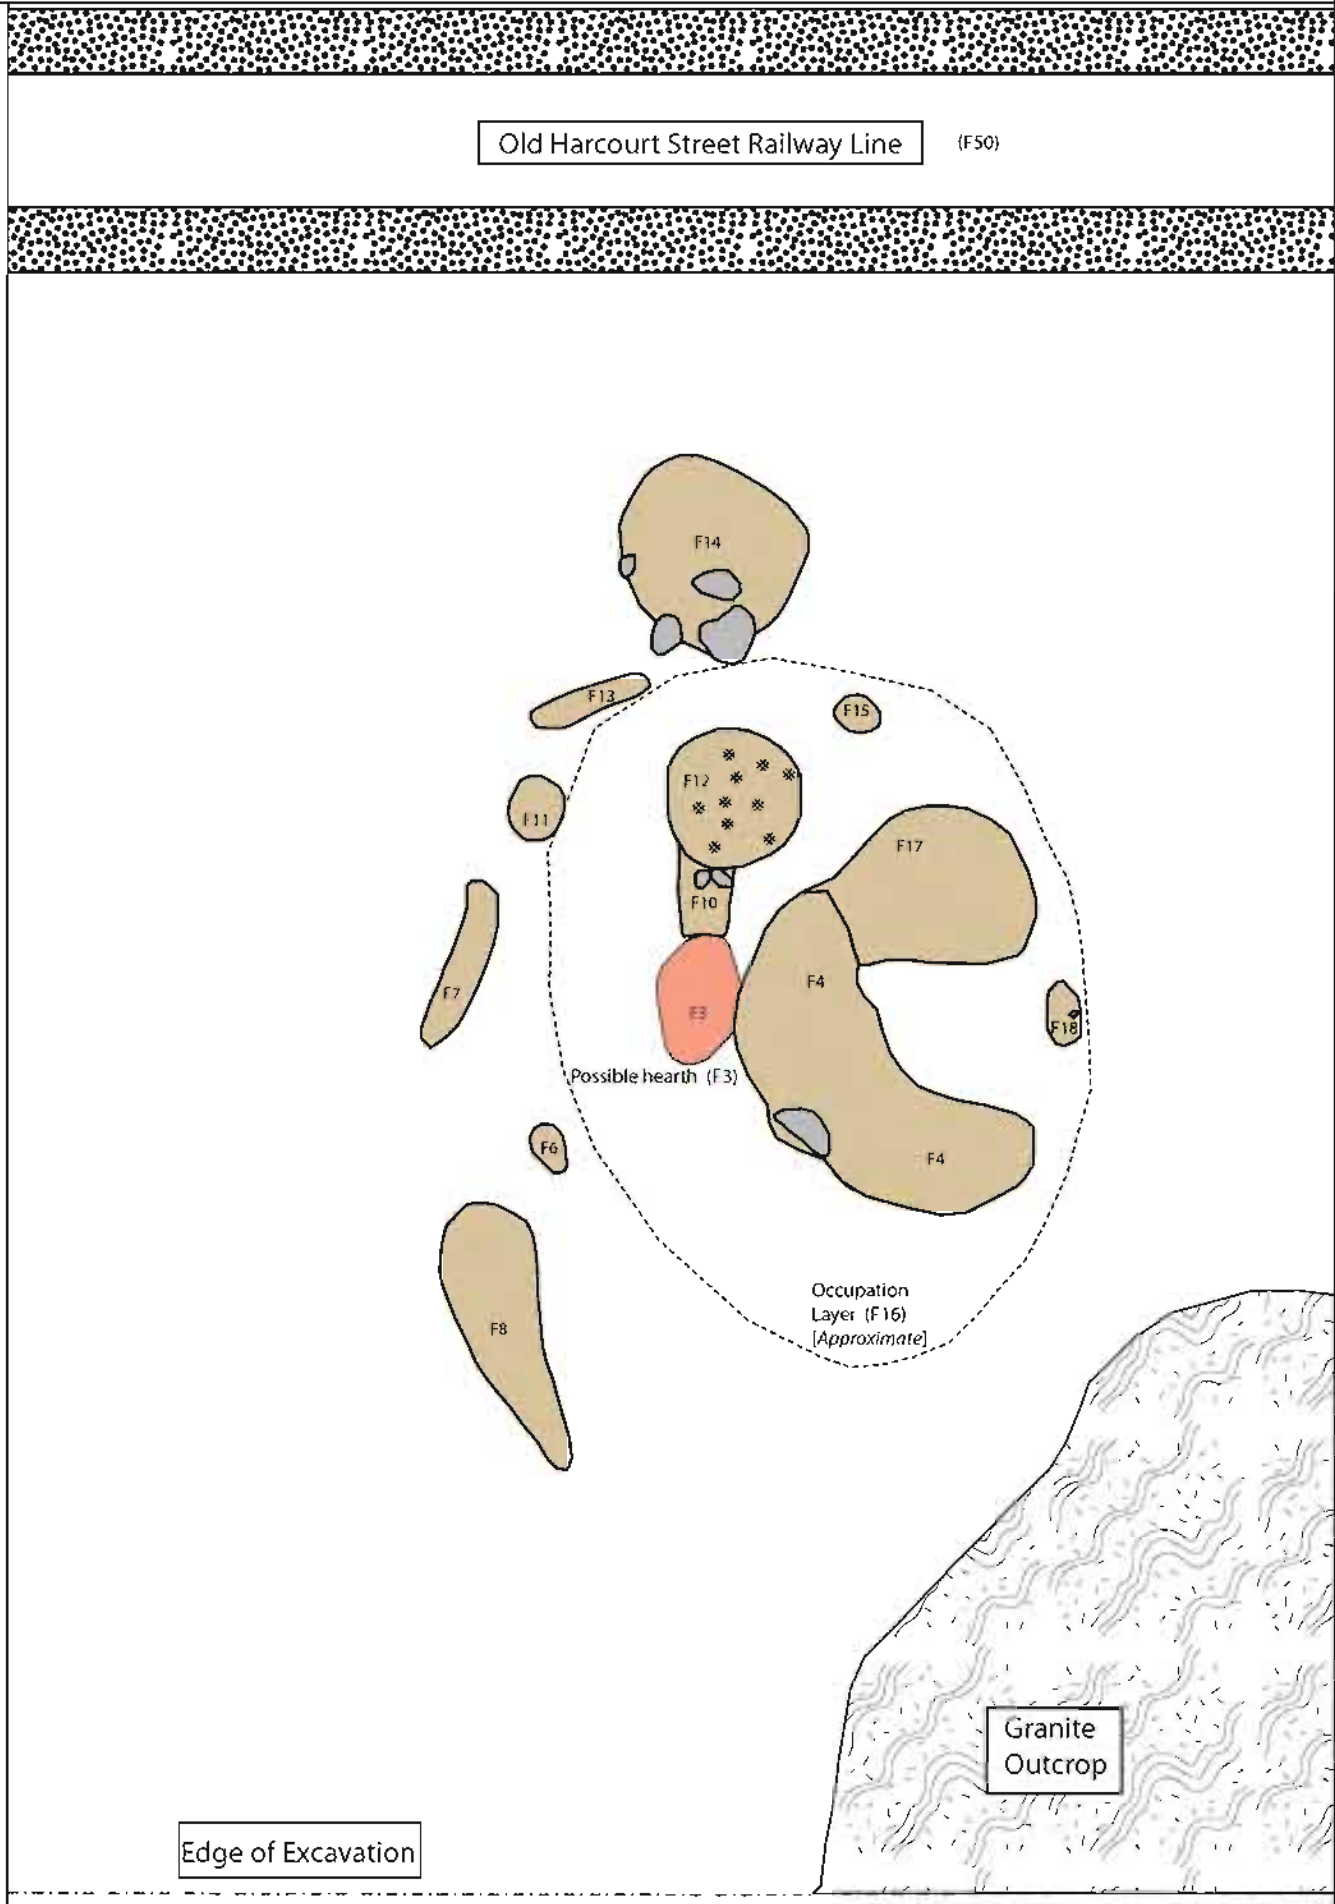 Old Harcourt Street Railway Line (F50)
F14
F13
F15
F12
F11
F17
F10
F4
F7
F3
F18
Possible hearth (F3)
F6
F4
Occupation
Layer (F16)
[Approximate]
F8
Granite
Outcrop
Edge of Excavation